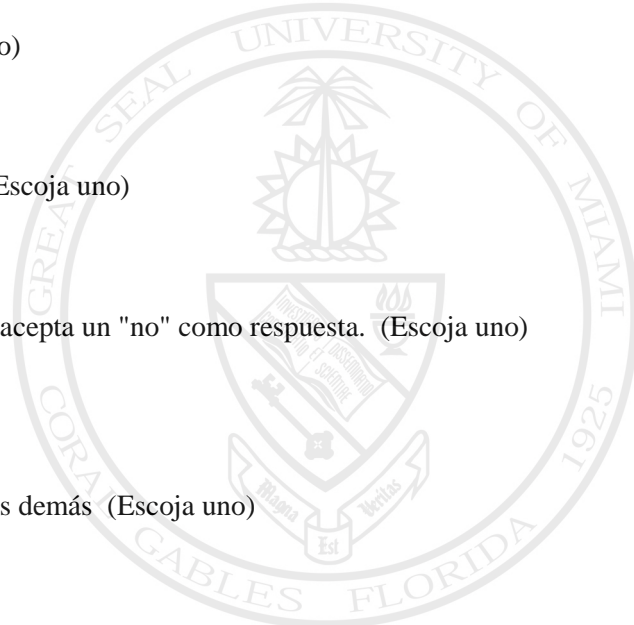 o)
Escoja uno)
acepta un "no" como respuesta. (Escoja uno)
s demás (Escoja uno)
GREAT SEAL UNIVERSITY OF MIAMI
CORAL GABLES FLORIDA 1925
Magna
Est
Veritas